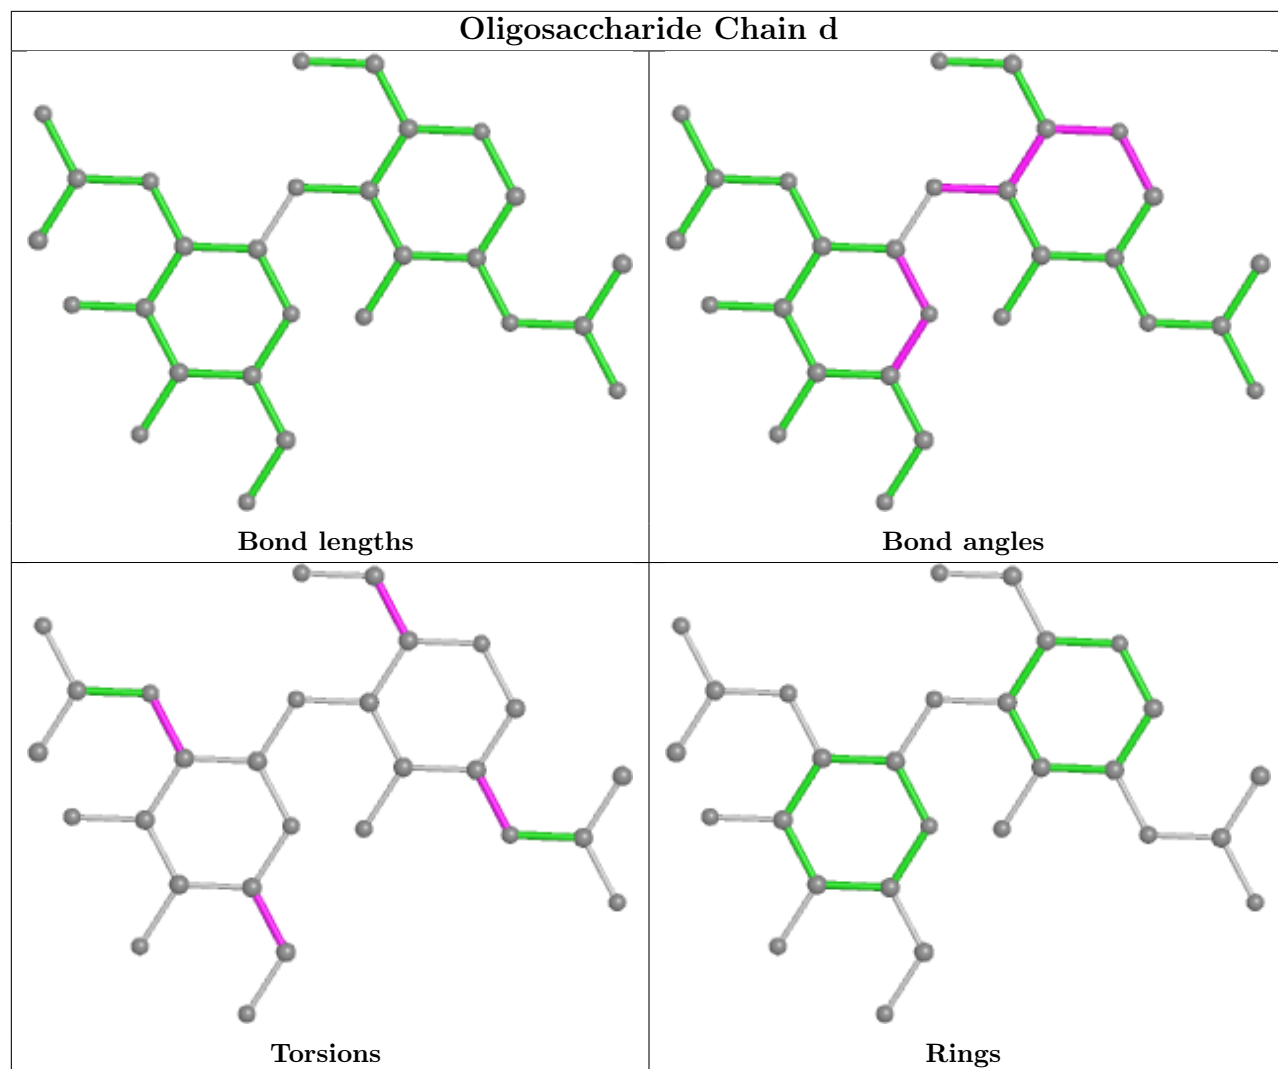 Oligosaccharide Chain d
Bond lengths
Bond angles
Torsions
Rings